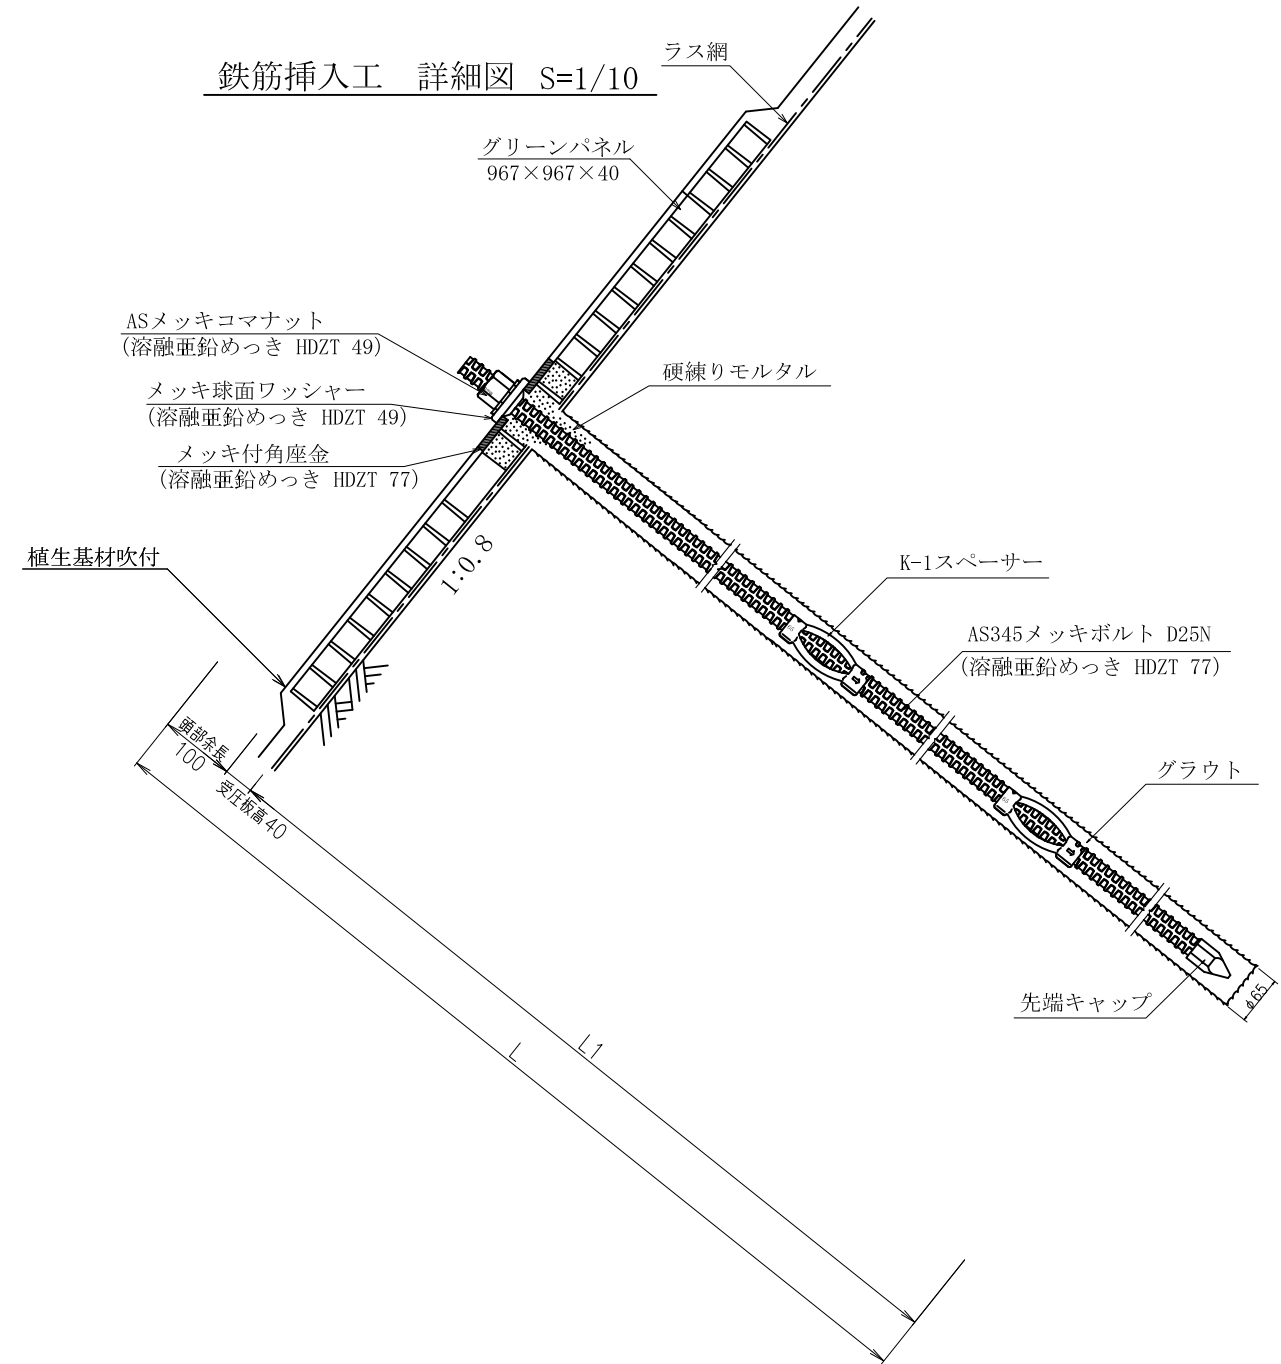 鉄筋挿入工　詳細図　S=1/10
ラス網
グリーンパネル
967×967×40
ASメッキコマナット
(溶融亜鉛めっき HDZT 49)
メッキ球面ワッシャー
(溶融亜鉛めっき HDZT 49)
メッキ付角座金
(溶融亜鉛めっき HDZT 77)
硬練りモルタル
植生基材吹付
1:0.8
K-1スペーサー
AS345メッキボルト D25N
(溶融亜鉛めっき HDZT 77)
グラウト
先端キャップ
φ65
頭部余長
100
受圧板高40
L1
L